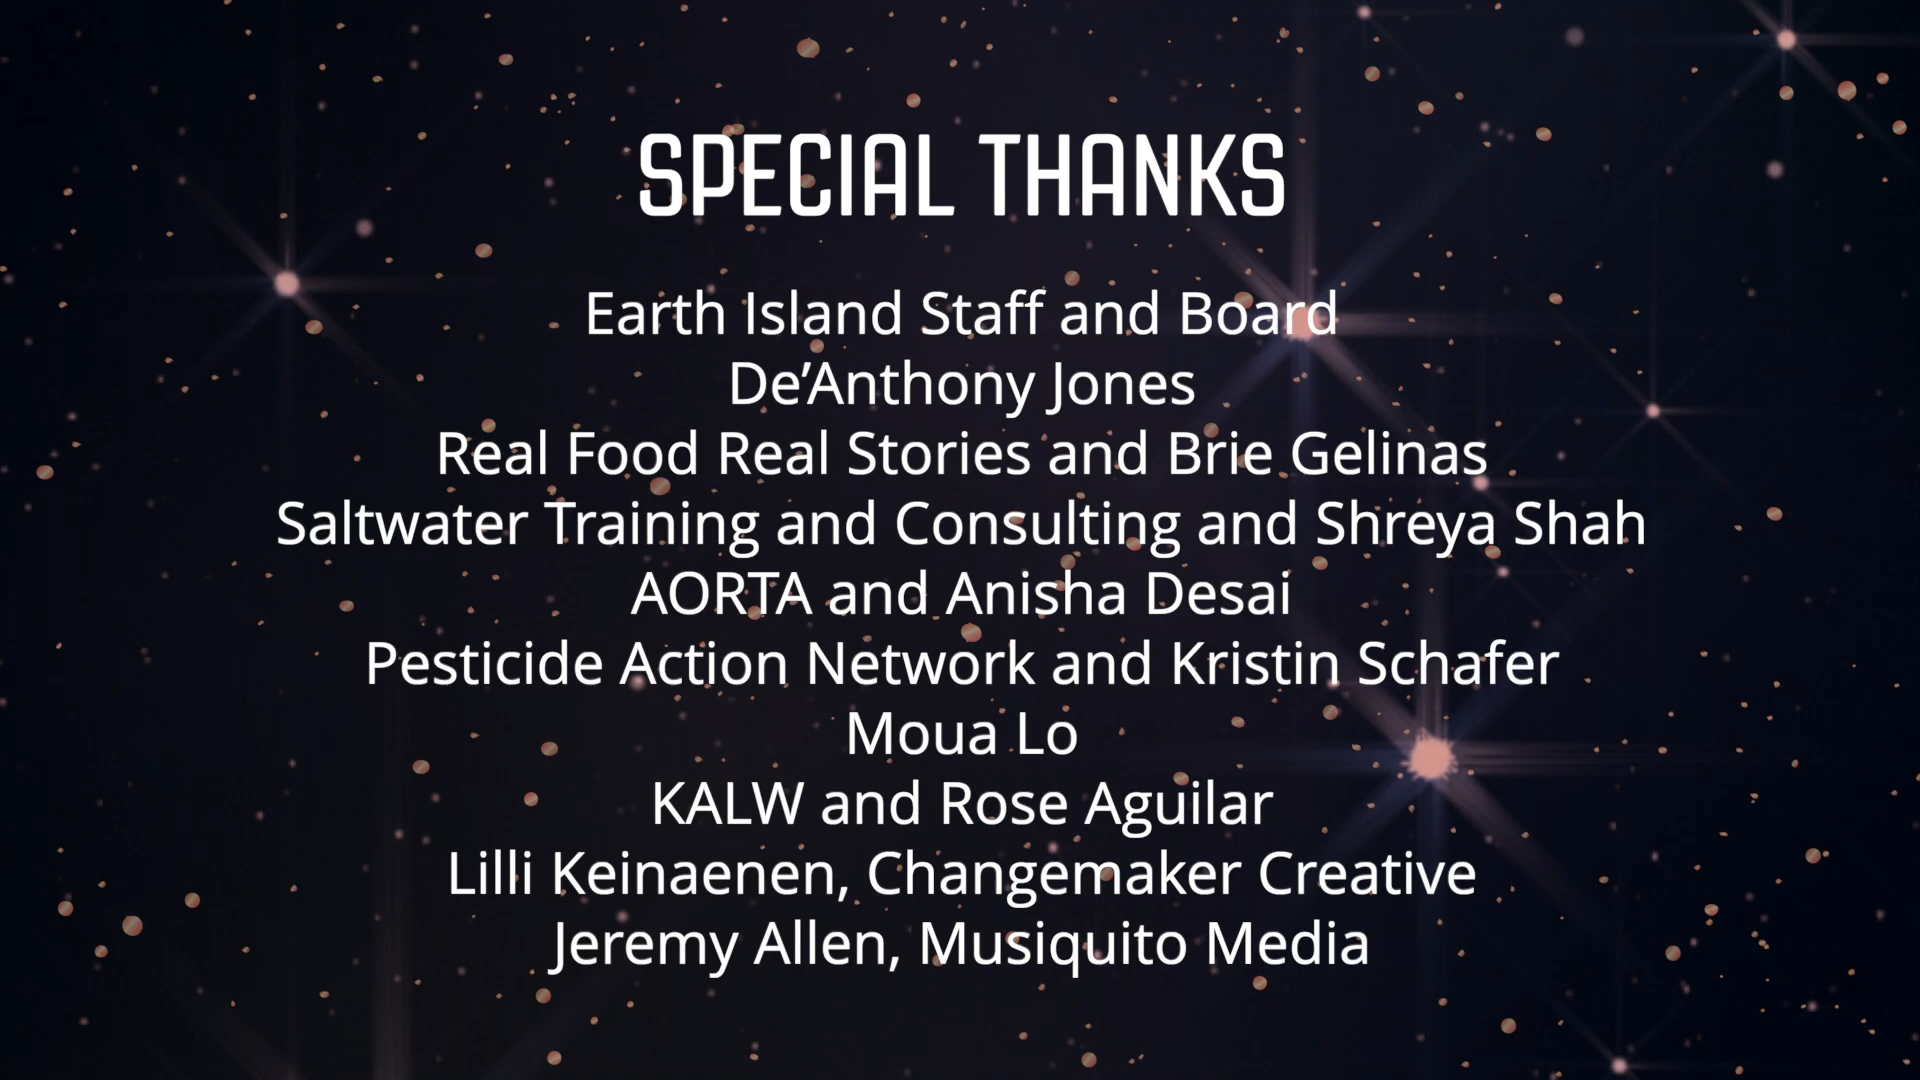 SPECIAL THANKS
Earth Island Staff and Board
De’Anthony Jones
Real Food Real Stories and Brie Gelinas
Saltwater Training and Consulting and Shreya Shah
AORTA and Anisha Desai
Pesticide Action Network and Kristin Schafer
Moua Lo
KALW and Rose Aguilar
Lilli Keinaenen, Changemaker Creative
Jeremy Allen, Musiquito Media